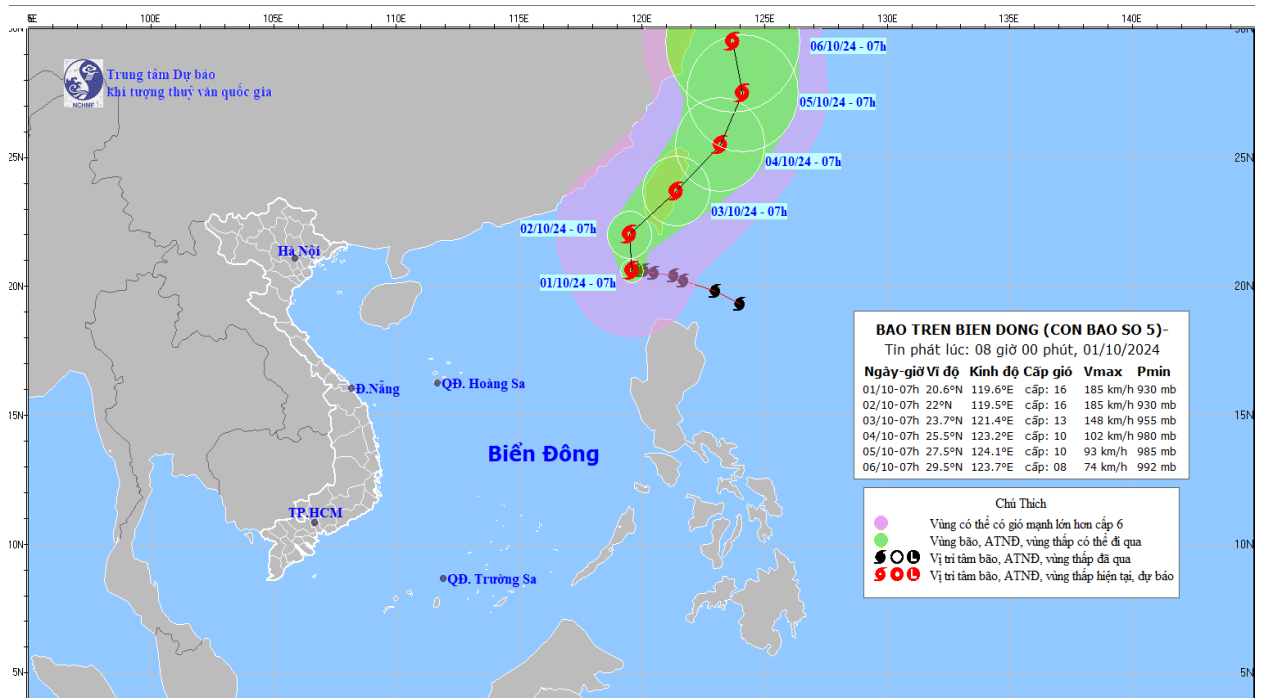 E 100E 105E 110E 115E 120E 125E 130E 135E 140E
30N 30N
Trung tâm Dự báo
khí tượng thuỷ văn quốc gia
NCHMF
06/10/24 - 07h
05/10/24 - 07h
25N 25N
04/10/24 - 07h
03/10/24 - 07h
02/10/24 - 07h
Hà Nội
01/10/24 - 07h
20N 20N
BAO TREN BIEN DONG (CON BAO SO 5)-
Tin phát lúc: 08 giờ 00 phút, 01/10/2024
Ngày-giờ Vĩ độ Kinh độ Cấp gió Vmax Pmin
01/10-07h 20.6°N 119.6°E cấp: 16 185 km/h 930 mb
02/10-07h 22°N 119.5°E cấp: 16 185 km/h 930 mb
03/10-07h 23.7°N 121.4°E cấp: 13 148 km/h 955 mb
04/10-07h 25.5°N 123.2°E cấp: 10 102 km/h 980 mb
05/10-07h 27.5°N 124.1°E cấp: 10 93 km/h 985 mb
06/10-07h 29.5°N 123.7°E cấp: 08 74 km/h 992 mb
Đ.Nẵng
QĐ. Hoàng Sa
15N 15N
Biển Đông
TP.HCM
Chú Thích
Vùng có thể có gió mạnh lớn hơn cấp 6
Vùng bão, ATNĐ, vùng thấp có thể đi qua
L Vị trí tâm bão, ATNĐ, vùng thấp đã qua
L Vị trí tâm bão, ATNĐ, vùng thấp hiện tại, dự báo
10N 10N
QĐ. Trường Sa
5N 5N